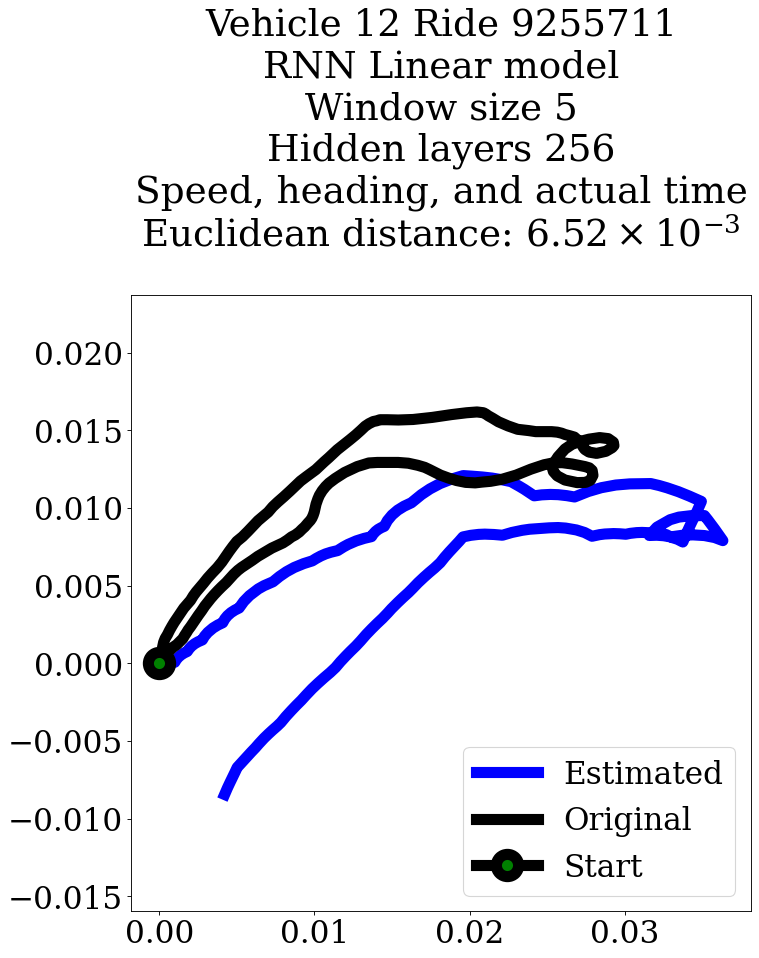 Vehicle 12 Ride 9255711
RNN Linear model
Window size 5
Hidden layers 256
Speed, heading, and actual time
Euclidean distance: 6.52 × 10⁻³
0.020
0.015
0.010
0.005
0.000
−0.005
−0.010
−0.015
0.00 0.01 0.02 0.03
Estimated
Original
Start